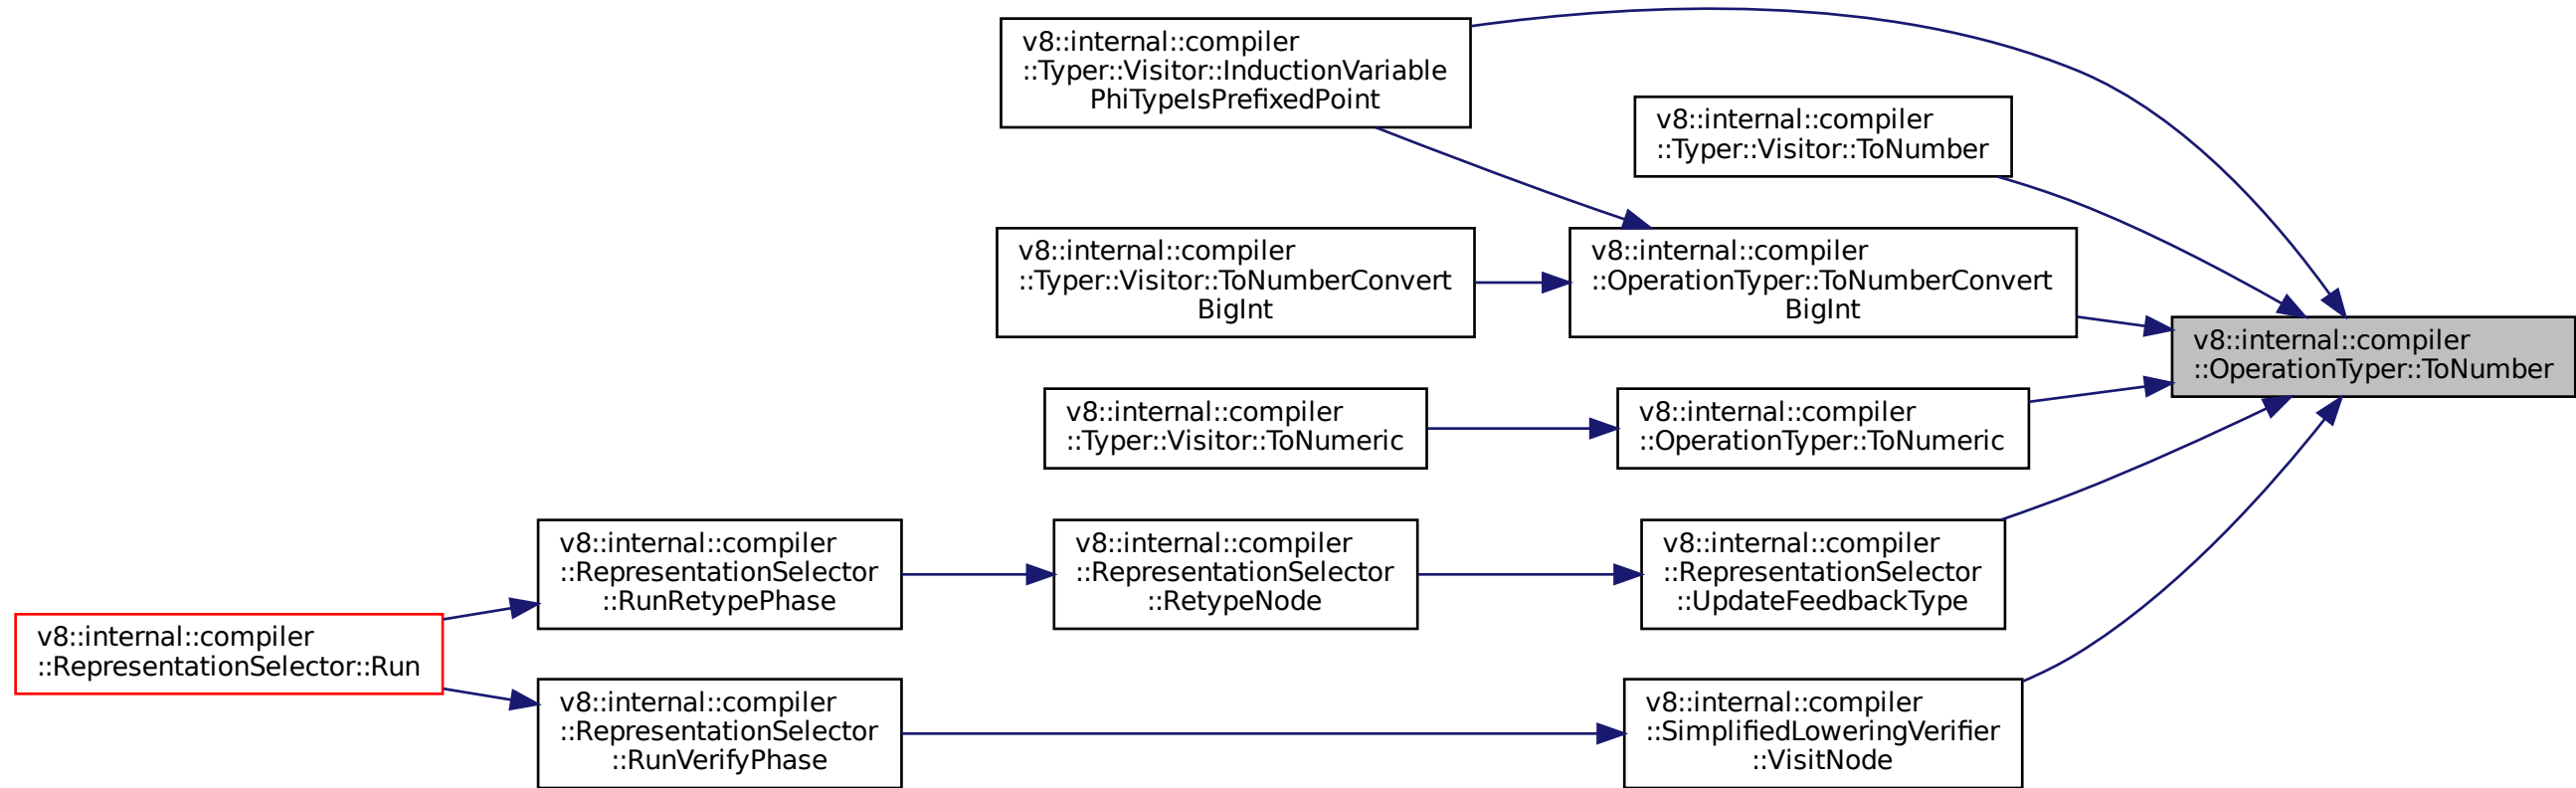 v8::internal::compiler
::Typer::Visitor::InductionVariable
PhiTypeIsPrefixedPoint
v8::internal::compiler
::Typer::Visitor::ToNumber
v8::internal::compiler
::Typer::Visitor::ToNumberConvert
BigInt
v8::internal::compiler
::OperationTyper::ToNumberConvert
BigInt
v8::internal::compiler
::OperationTyper::ToNumber
v8::internal::compiler
::Typer::Visitor::ToNumeric
v8::internal::compiler
::OperationTyper::ToNumeric
v8::internal::compiler
::RepresentationSelector
::RunRetypePhase
v8::internal::compiler
::RepresentationSelector
::RetypeNode
v8::internal::compiler
::RepresentationSelector
::UpdateFeedbackType
v8::internal::compiler
::RepresentationSelector::Run
v8::internal::compiler
::RepresentationSelector
::RunVerifyPhase
v8::internal::compiler
::SimplifiedLoweringVerifier
::VisitNode